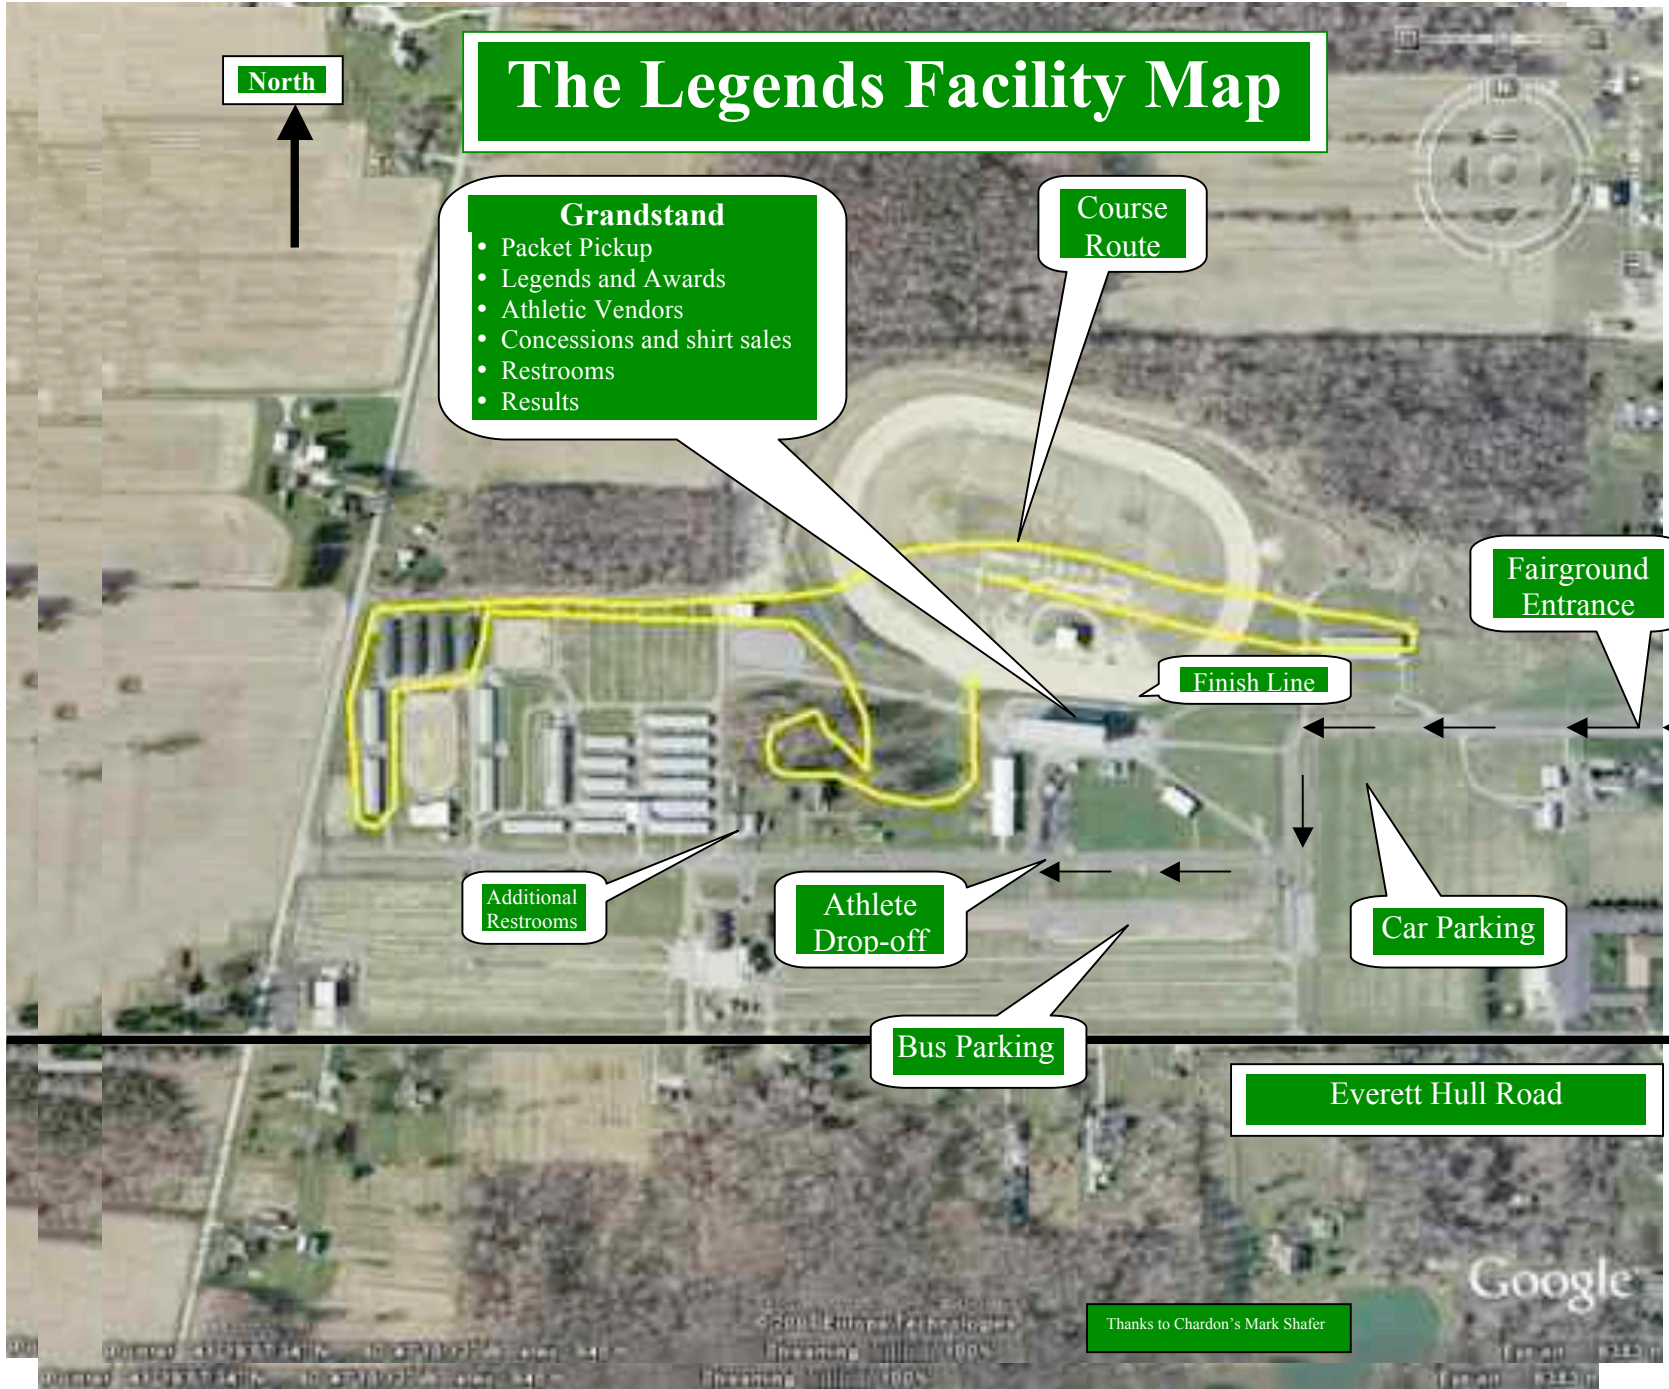 North
The Legends Facility Map
Grandstand
• Packet Pickup
• Legends and Awards
• Athletic Vendors
• Concessions and shirt sales
• Restrooms
• Results
Course
Route
Fairground
Entrance
Finish Line
Additional
Restrooms
Athlete
Drop-off
Car Parking
Bus Parking
Everett Hull Road
Google
Thanks to Chardon's Mark Shafer